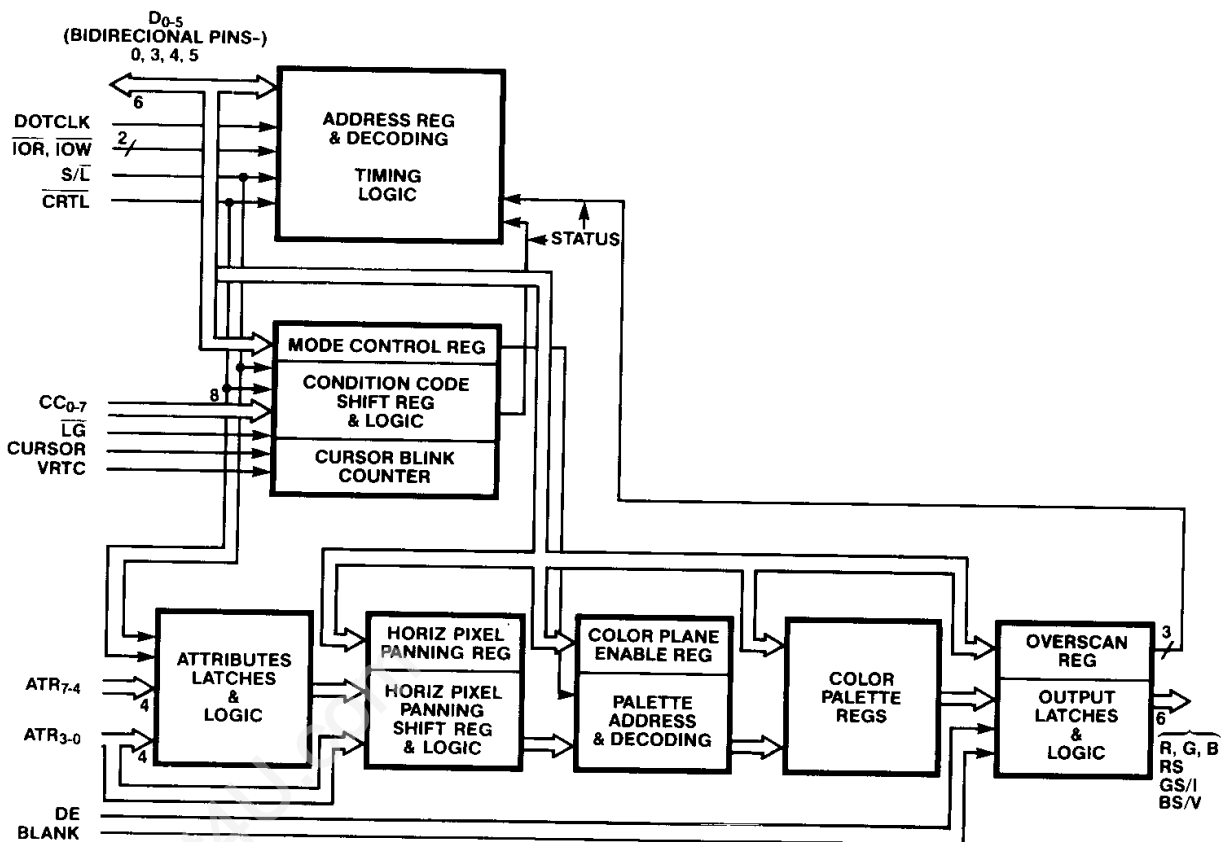 D0-5
(BIDIRECIONAL PINS-)
0, 3, 4, 5
6
DOTCLK
IOR, IOW
2
S/L
CRTL
ADDRESS REG
& DECODING
TIMING
LOGIC
STATUS
MODE CONTROL REG
CONDITION CODE
SHIFT REG
& LOGIC
CURSOR BLINK
COUNTER
8
CC0-7
LG
CURSOR
VRTC
ATTRIBUTES
LATCHES
&
LOGIC
HORIZ PIXEL
PANNING REG
HORIZ PIXEL
PANNING
SHIFT REG
& LOGIC
COLOR PLANE
ENABLE REG
PALETTE
ADDRESS
& DECODING
COLOR
PALETTE
REGS
OVERSCAN
REG
OUTPUT
LATCHES
&
LOGIC
3
6
R, G, B
RS
GS/I
BS/V
ATR7-4
4
ATR3-0
4
DE
BLANK
4U.com